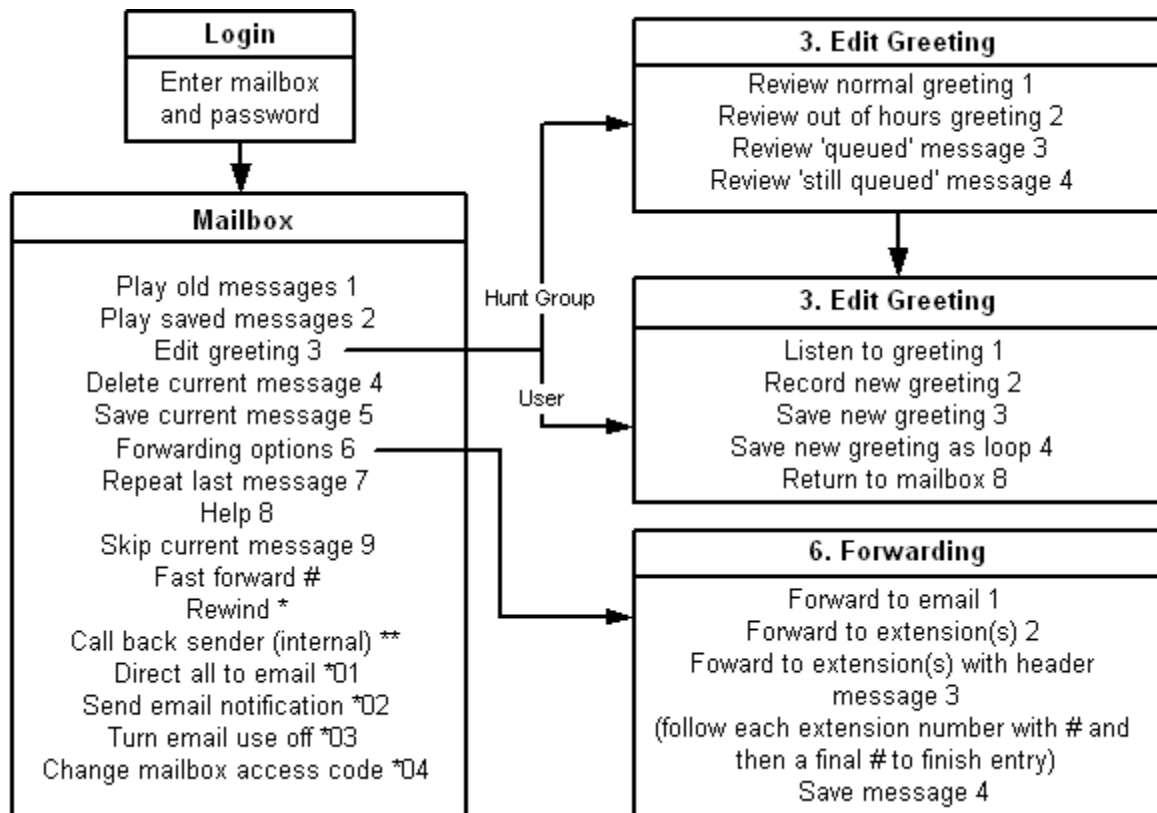 Login
Enter mailbox
and password
Mailbox
Play old messages 1
Play saved messages 2
Edit greeting 3
Delete current message 4
Save current message 5
Forwarding options 6
Repeat last message 7
Help 8
Skip current message 9
Fast forward #
Rewind *
Call back sender (internal) **
Direct all to email *01
Send email notification *02
Turn email use off *03
Change mailbox access code *04
Hunt Group
User
3. Edit Greeting
Review normal greeting 1
Review out of hours greeting 2
Review 'queued' message 3
Review 'still queued' message 4
3. Edit Greeting
Listen to greeting 1
Record new greeting 2
Save new greeting 3
Save new greeting as loop 4
Return to mailbox 8
6. Forwarding
Forward to email 1
Forward to extension(s) 2
Foward to extension(s) with header
message 3
(follow each extension number with # and
then a final # to finish entry)
Save message 4